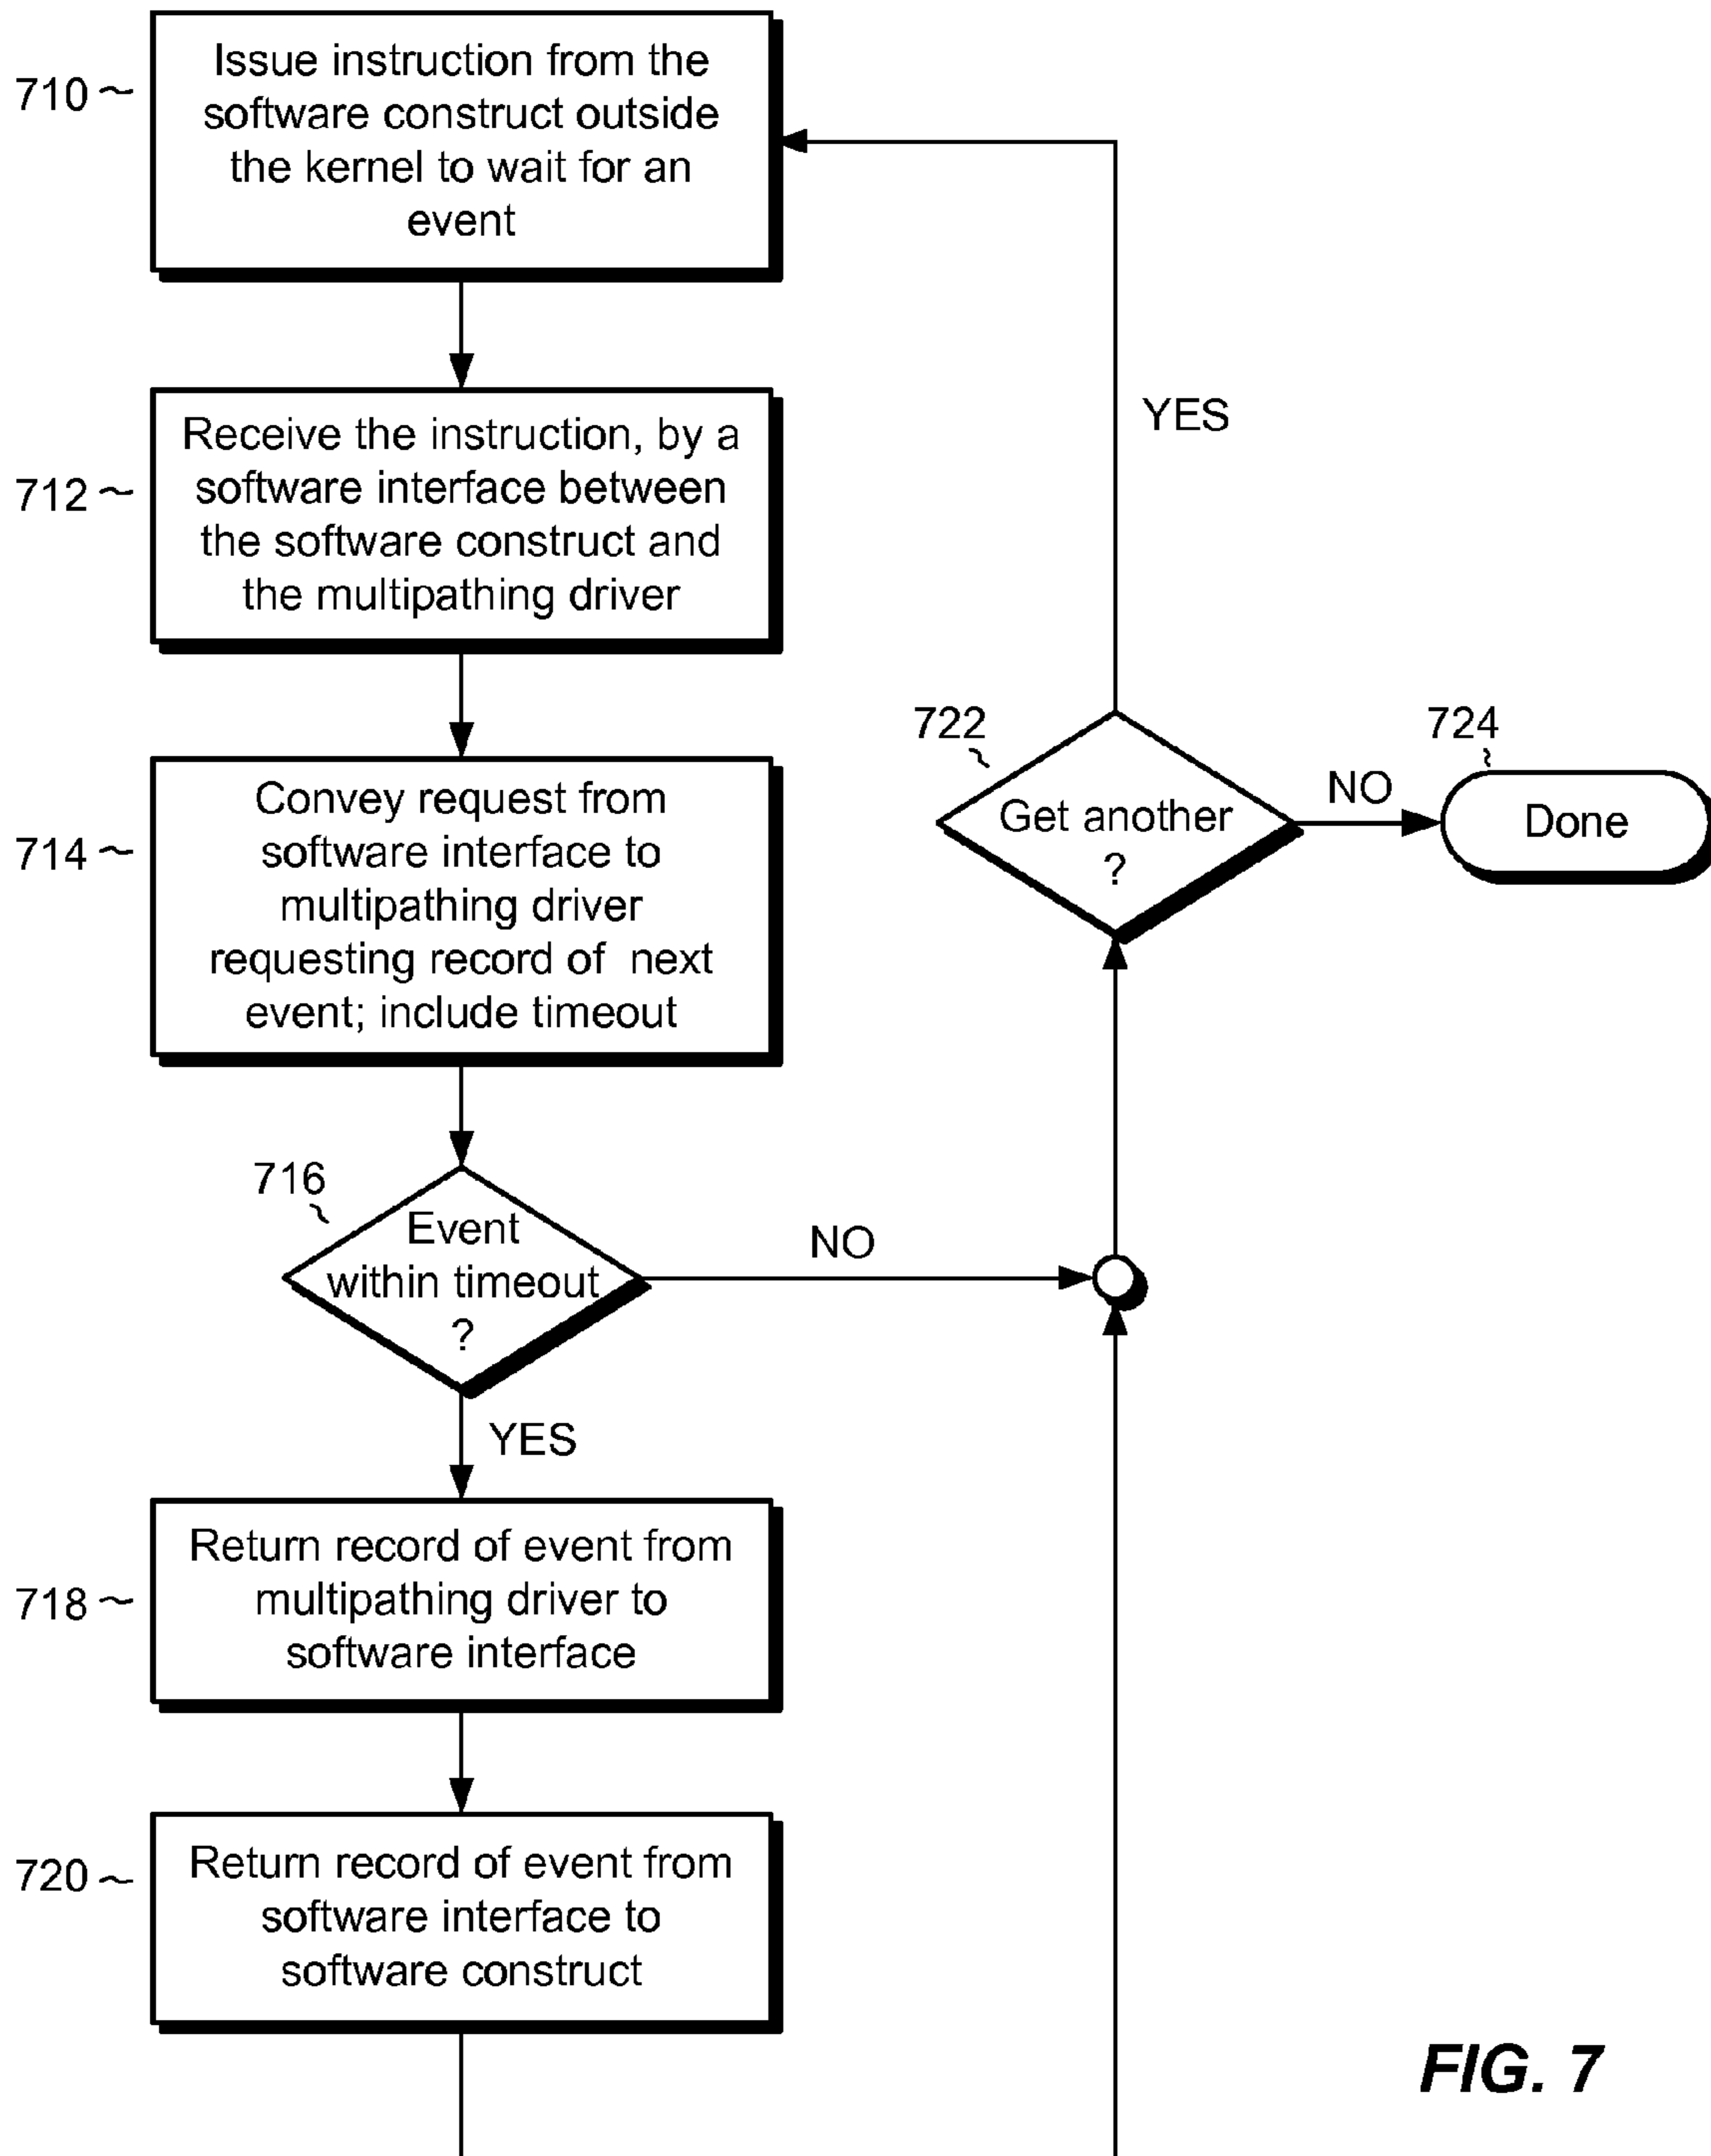 710
Issue instruction from the
software construct outside
the kernel to wait for an
event
712
Receive the instruction, by a
software interface between
the software construct and
the multipathing driver
YES
714
Convey request from
software interface to
multipathing driver
requesting record of next
event; include timeout
722
Get another
?
NO
724
Done
716
Event
within timeout
?
NO
YES
718
Return record of event from
multipathing driver to
software interface
720
Return record of event from
software interface to
software construct
FIG. 7